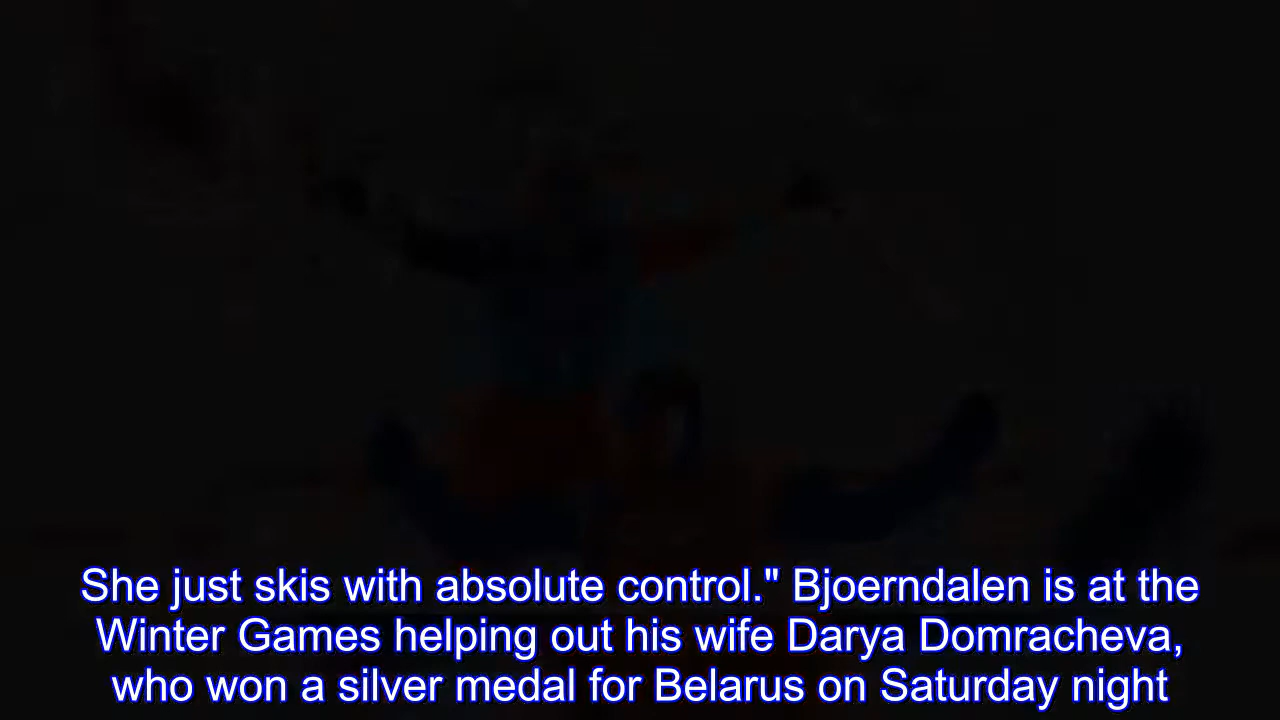 She just skis with absolute control." Bjoerndalen is at the
Winter Games helping out his wife Darya Domracheva,
who won a silver medal for Belarus on Saturday night